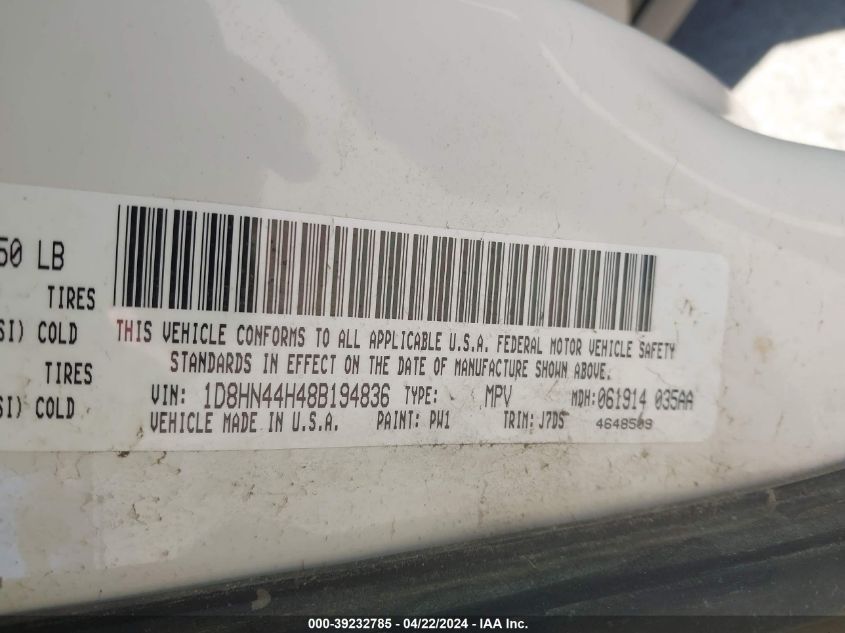 50 LB
TIRES
SI) COLD
TIRES
SI) COLD
THIS VEHICLE CONFORMS TO ALL APPLICABLE U.S.A. FEDERAL MOTOR VEHICLE SAFETY
STANDARDS IN EFFECT ON THE DATE OF MANUFACTURE SHOWN ABOVE.
VIN: 1D8HN44H48B194836 TYPE: MPV MDH:061914 035AA
VEHICLE MADE IN U.S.A. PAINT: PW1 TRIM: J7D5 4648509
000-39232785 - 04/22/2024 - IAA Inc.